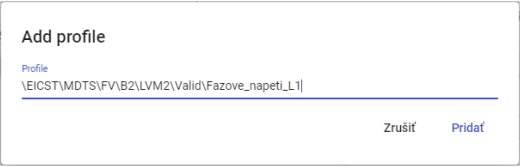 Add profile
Profile
\EICST\MDTS\FV\B2\LVM2\Valid\Fazove_napeti_L1
Zrušiť Pridať